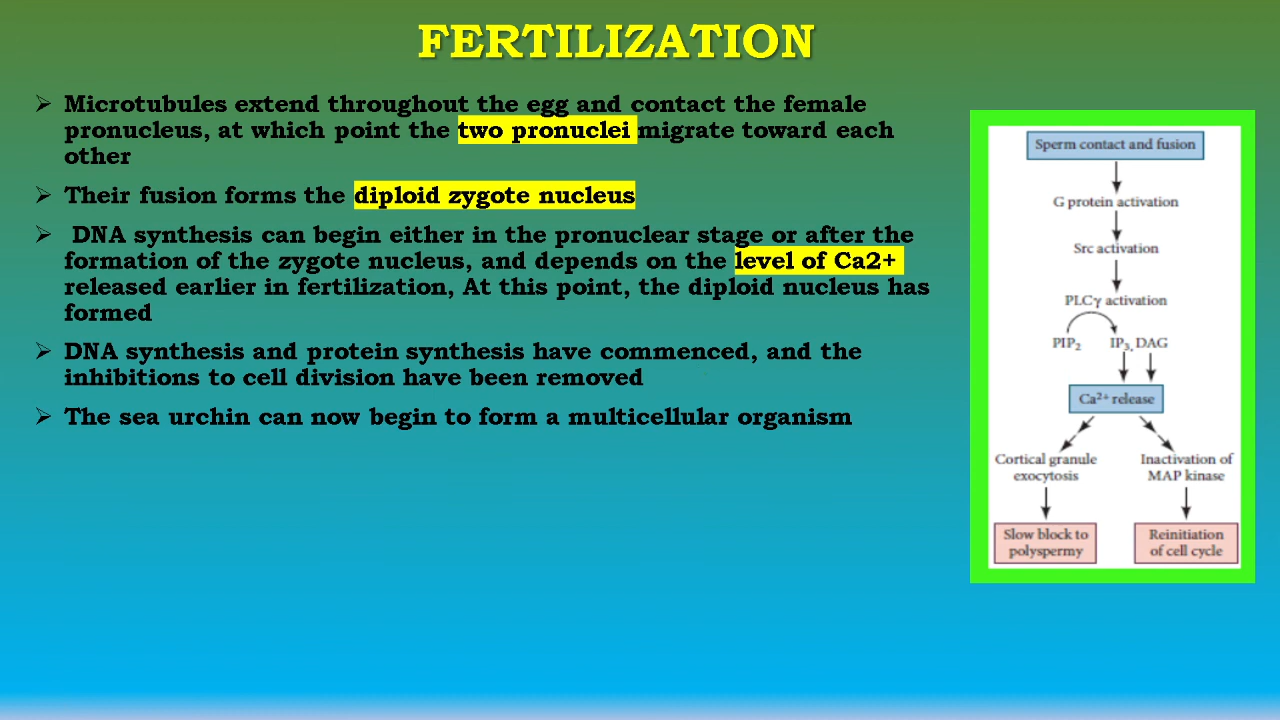 FERTILIZATION
Microtubules extend throughout the egg and contact the female
pronucleus, at which point the two pronuclei migrate toward each
other
Their fusion forms the diploid zygote nucleus
DNA synthesis can begin either in the pronuclear stage or after the
formation of the zygote nucleus, and depends on the level of Ca2+
released earlier in fertilization, At this point, the diploid nucleus has
formed
DNA synthesis and protein synthesis have commenced, and the
inhibitions to cell division have been removed
The sea urchin can now begin to form a multicellular organism
Sperm contact and fusion
G protein activation
Src activation
PLCγ activation
PIP₂ IP₃, DAG
Ca²⁺ release
Cortical granule
exocytosis
Inactivation of
MAP kinase
Slow block to
polyspermy
Reinitiation
of cell cycle